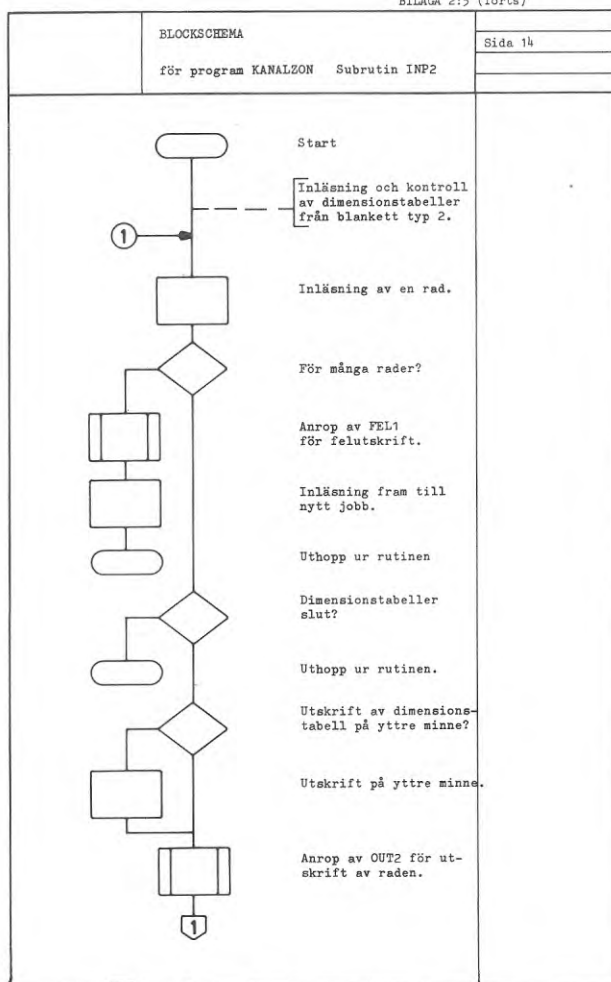 BILAGA 2:5 (forts)
BLOCKSCHEMA
Sida 14
för program KANALZON Subrutin INP2
Start
Inläsning och kontroll
av dimensionstabeller
från blankett typ 2.
1
Inläsning av en rad.
För många rader?
Anrop av FEL1
för felutskrift.
Inläsning fram till
nytt jobb.
Uthopp ur rutinen
Dimensionstabeller
slut?
Uthopp ur rutinen.
Utskrift av dimensions-
tabell på yttre minne?
Utskrift på yttre minne.
Anrop av OUT2 för ut-
skrift av raden.
1